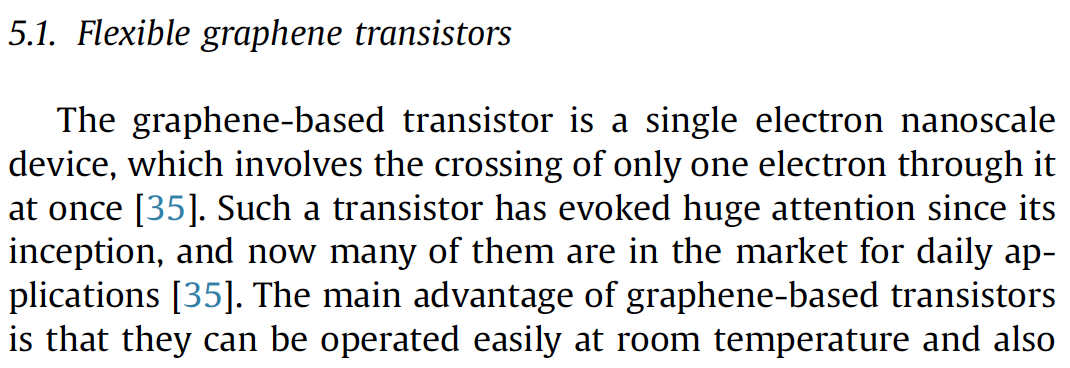 5.1. Flexible graphene transistors
The graphene-based transistor is a single electron nanoscale
device, which involves the crossing of only one electron through it
at once [35]. Such a transistor has evoked huge attention since its
inception, and now many of them are in the market for daily ap-
plications [35]. The main advantage of graphene-based transistors
is that they can be operated easily at room temperature and also